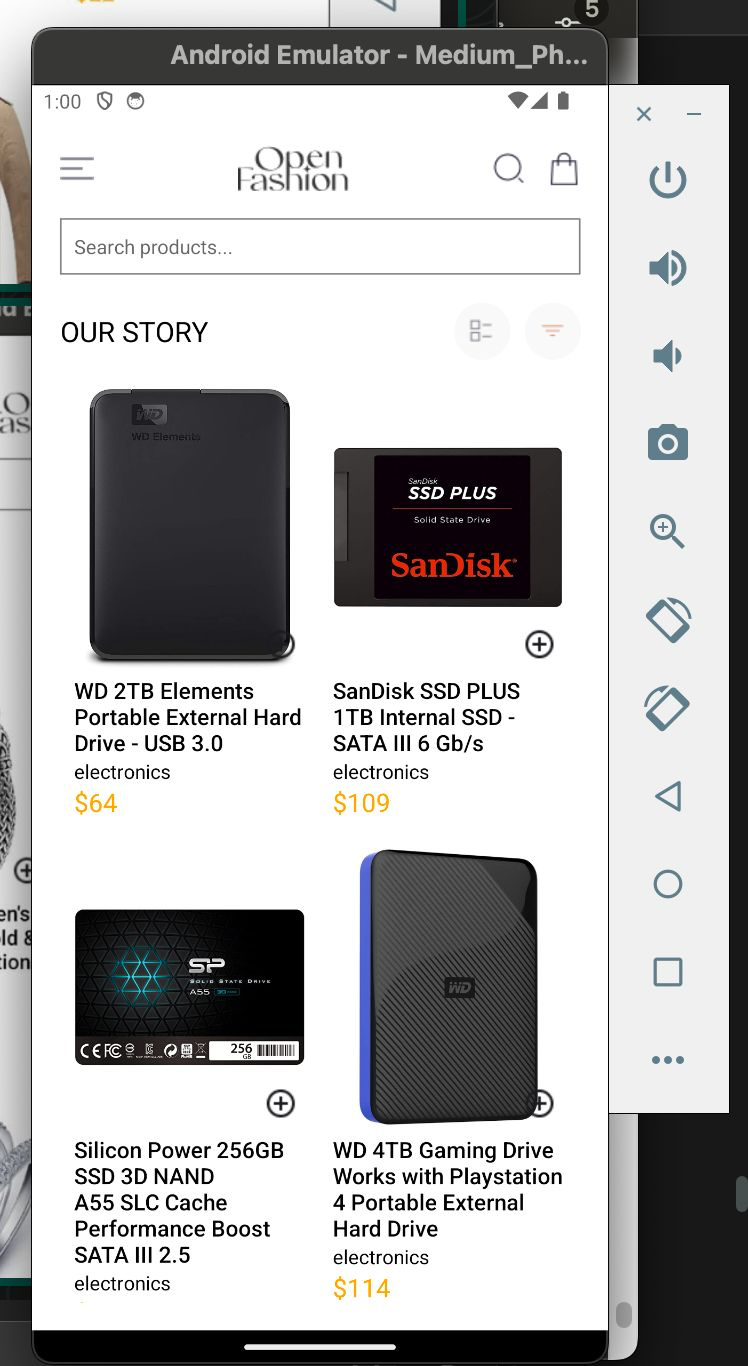 5
Android Emulator - Medium_Ph...
1:00
Open
Fashion
Search products...
OUR STORY
WD
WD Elements
SanDisk
SSD PLUS
Solid State Drive
SanDisk
WD 2TB Elements
Portable External Hard
Drive - USB 3.0
electronics
$64
SanDisk SSD PLUS
1TB Internal SSD -
SATA III 6 Gb/s
electronics
$109
SP
SOLID STATE DRIVE
A55
256
GB
WD
Silicon Power 256GB
SSD 3D NAND
A55 SLC Cache
Performance Boost
SATA III 2.5
electronics
WD 4TB Gaming Drive
Works with Playstation
4 Portable External
Hard Drive
electronics
$114